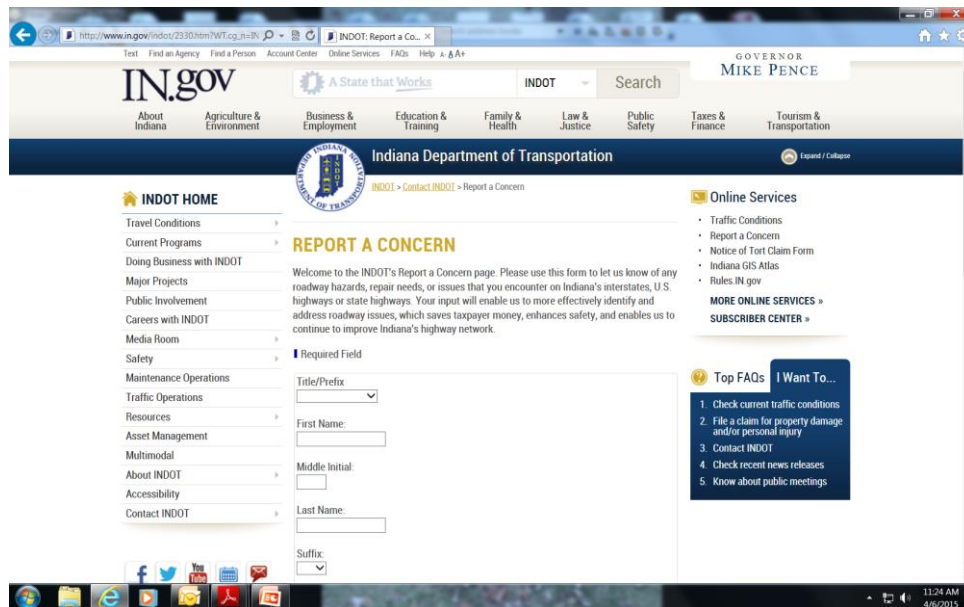 http://www.in.gov/indot/2330.htm?WT.cg_n=IN
INDOT: Report a Co...
Text Find an Agency Find a Person Account Center Online Services FAQs Help A- A A+
GOVERNOR
MIKE PENCE
IN.gov
A State that Works
INDOT
Search
About Indiana
Agriculture & Environment
Business & Employment
Education & Training
Family & Health
Law & Justice
Public Safety
Taxes & Finance
Tourism & Transportation
INDIANA DEPARTMENT OF TRANSPORTATION
INDOT
Indiana Department of Transportation
Expand / Collapse
INDOT > Contact INDOT > Report a Concern
INDOT HOME
Travel Conditions
Current Programs
Doing Business with INDOT
Major Projects
Public Involvement
Careers with INDOT
Media Room
Safety
Maintenance Operations
Traffic Operations
Resources
Asset Management
Multimodal
About INDOT
Accessibility
Contact INDOT
You
Tube
REPORT A CONCERN
Welcome to the INDOT's Report a Concern page. Please use this form to let us know of any
roadway hazards, repair needs, or issues that you encounter on Indiana's interstates, U.S.
highways or state highways. Your input will enable us to more effectively identify and
address roadway issues, which saves taxpayer money, enhances safety, and enables us to
continue to improve Indiana's highway network.
Required Field
Title/Prefix
First Name:
Middle Initial:
Last Name:
Suffix:
Online Services
· Traffic Conditions
· Report a Concern
· Notice of Tort Claim Form
· Indiana GIS Atlas
· Rules.IN.gov
MORE ONLINE SERVICES »
SUBSCRIBER CENTER »
Top FAQs
I Want To...
1. Check current traffic conditions
2. File a claim for property damage
and/or personal injury
3. Contact INDOT
4. Check recent news releases
5. Know about public meetings
11:24 AM
4/6/2015